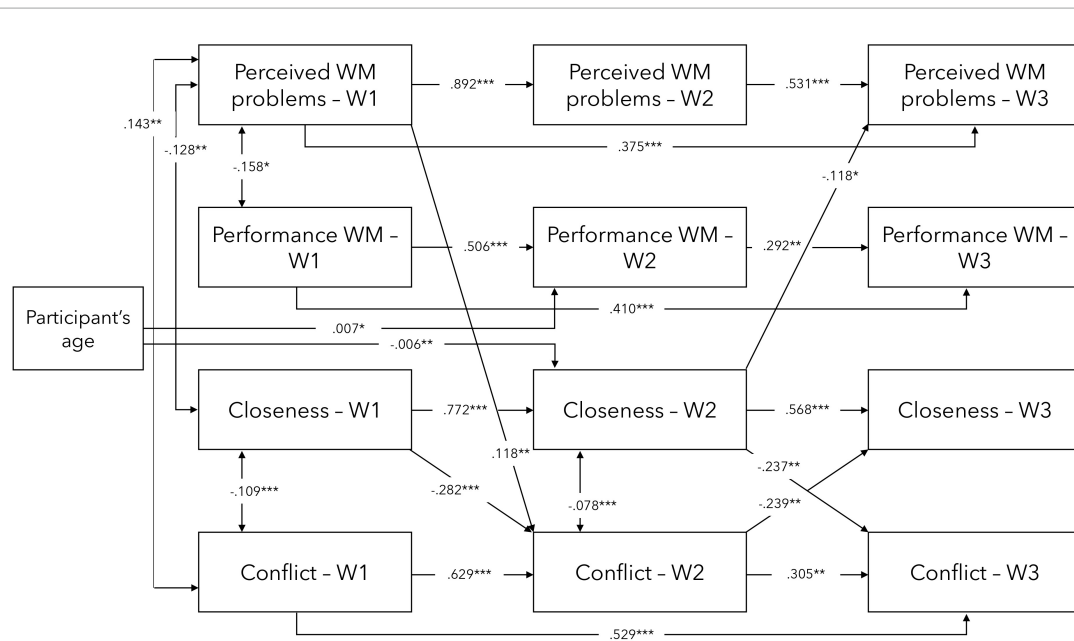 Perceived WM
problems – W1
.892***
Perceived WM
problems – W2
.531***
Perceived WM
problems – W3
.143**
-.128**
.375***
-.158*
-.118*
Performance WM –
W1
.506***
Performance WM –
W2
.292**
Performance WM –
W3
.410***
Participant's
age
.007*
-.006**
Closeness – W1
.772***
Closeness – W2
.568***
Closeness – W3
.118**
-.237**
-.109***
-.282***
-.078***
-.239**
Conflict – W1
.629***
Conflict – W2
.305**
Conflict – W3
.529***